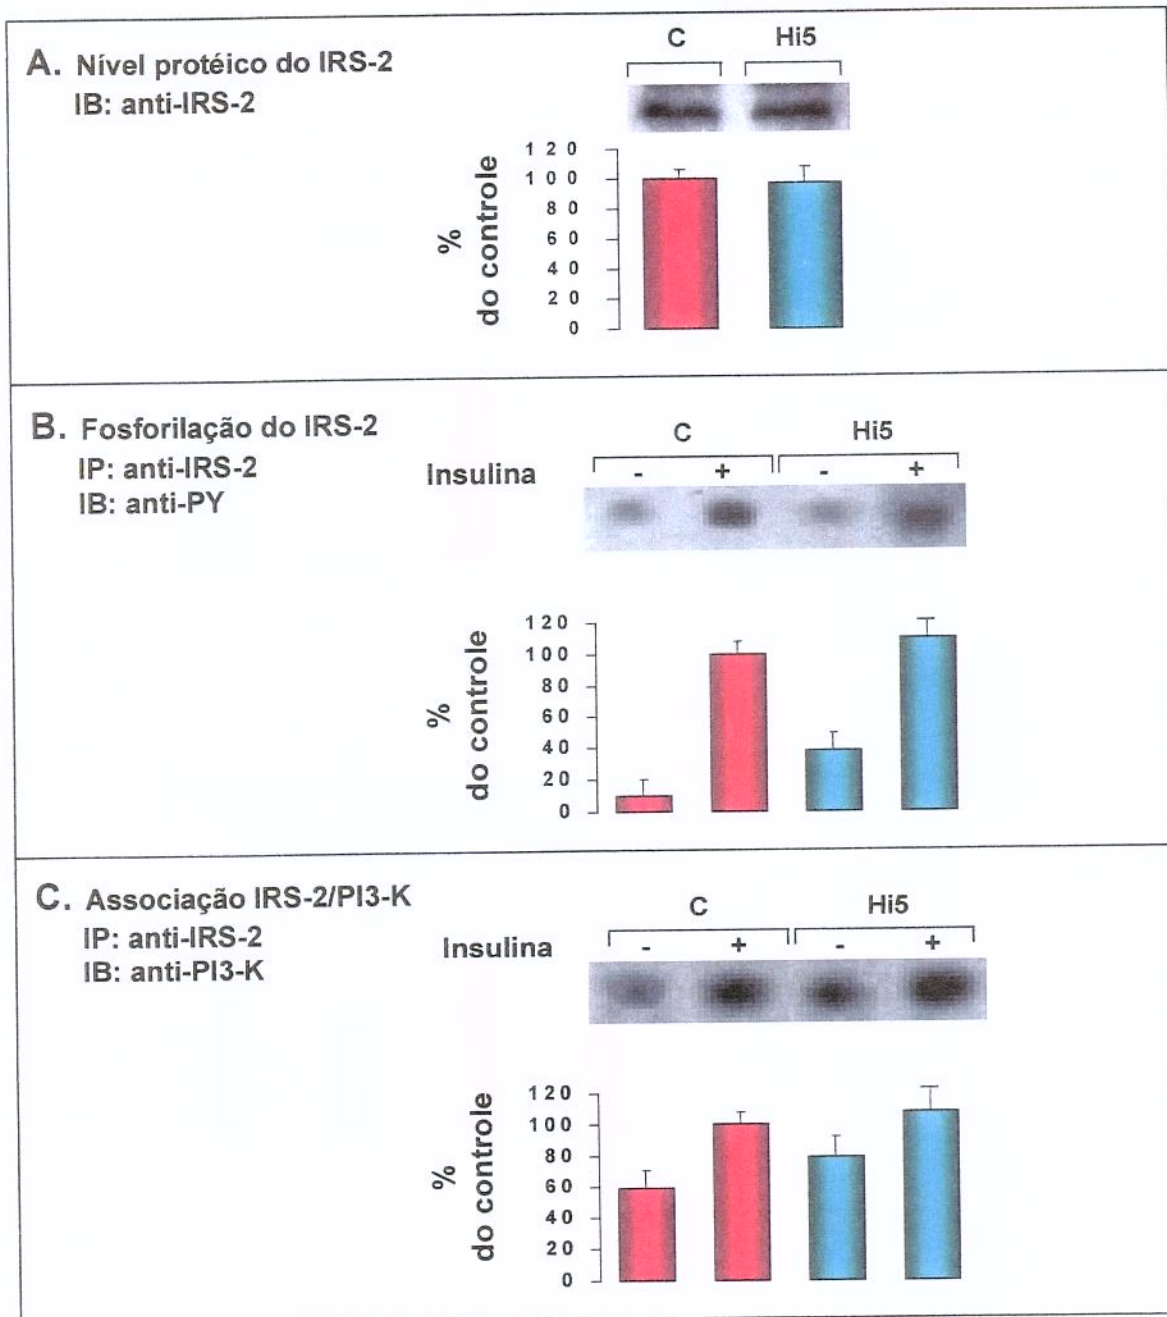 A. Nível protéico do IRS-2
IB: anti-IRS-2
C Hi5
% do controle
120
100
80
60
40
20
0
B. Fosforilação do IRS-2
IP: anti-IRS-2
IB: anti-PY
C Hi5
Insulina - + - +
% do controle
120
100
80
60
40
20
0
C. Associação IRS-2/PI3-K
IP: anti-IRS-2
IB: anti-PI3-K
C Hi5
Insulina - + - +
% do controle
120
100
80
60
40
20
0